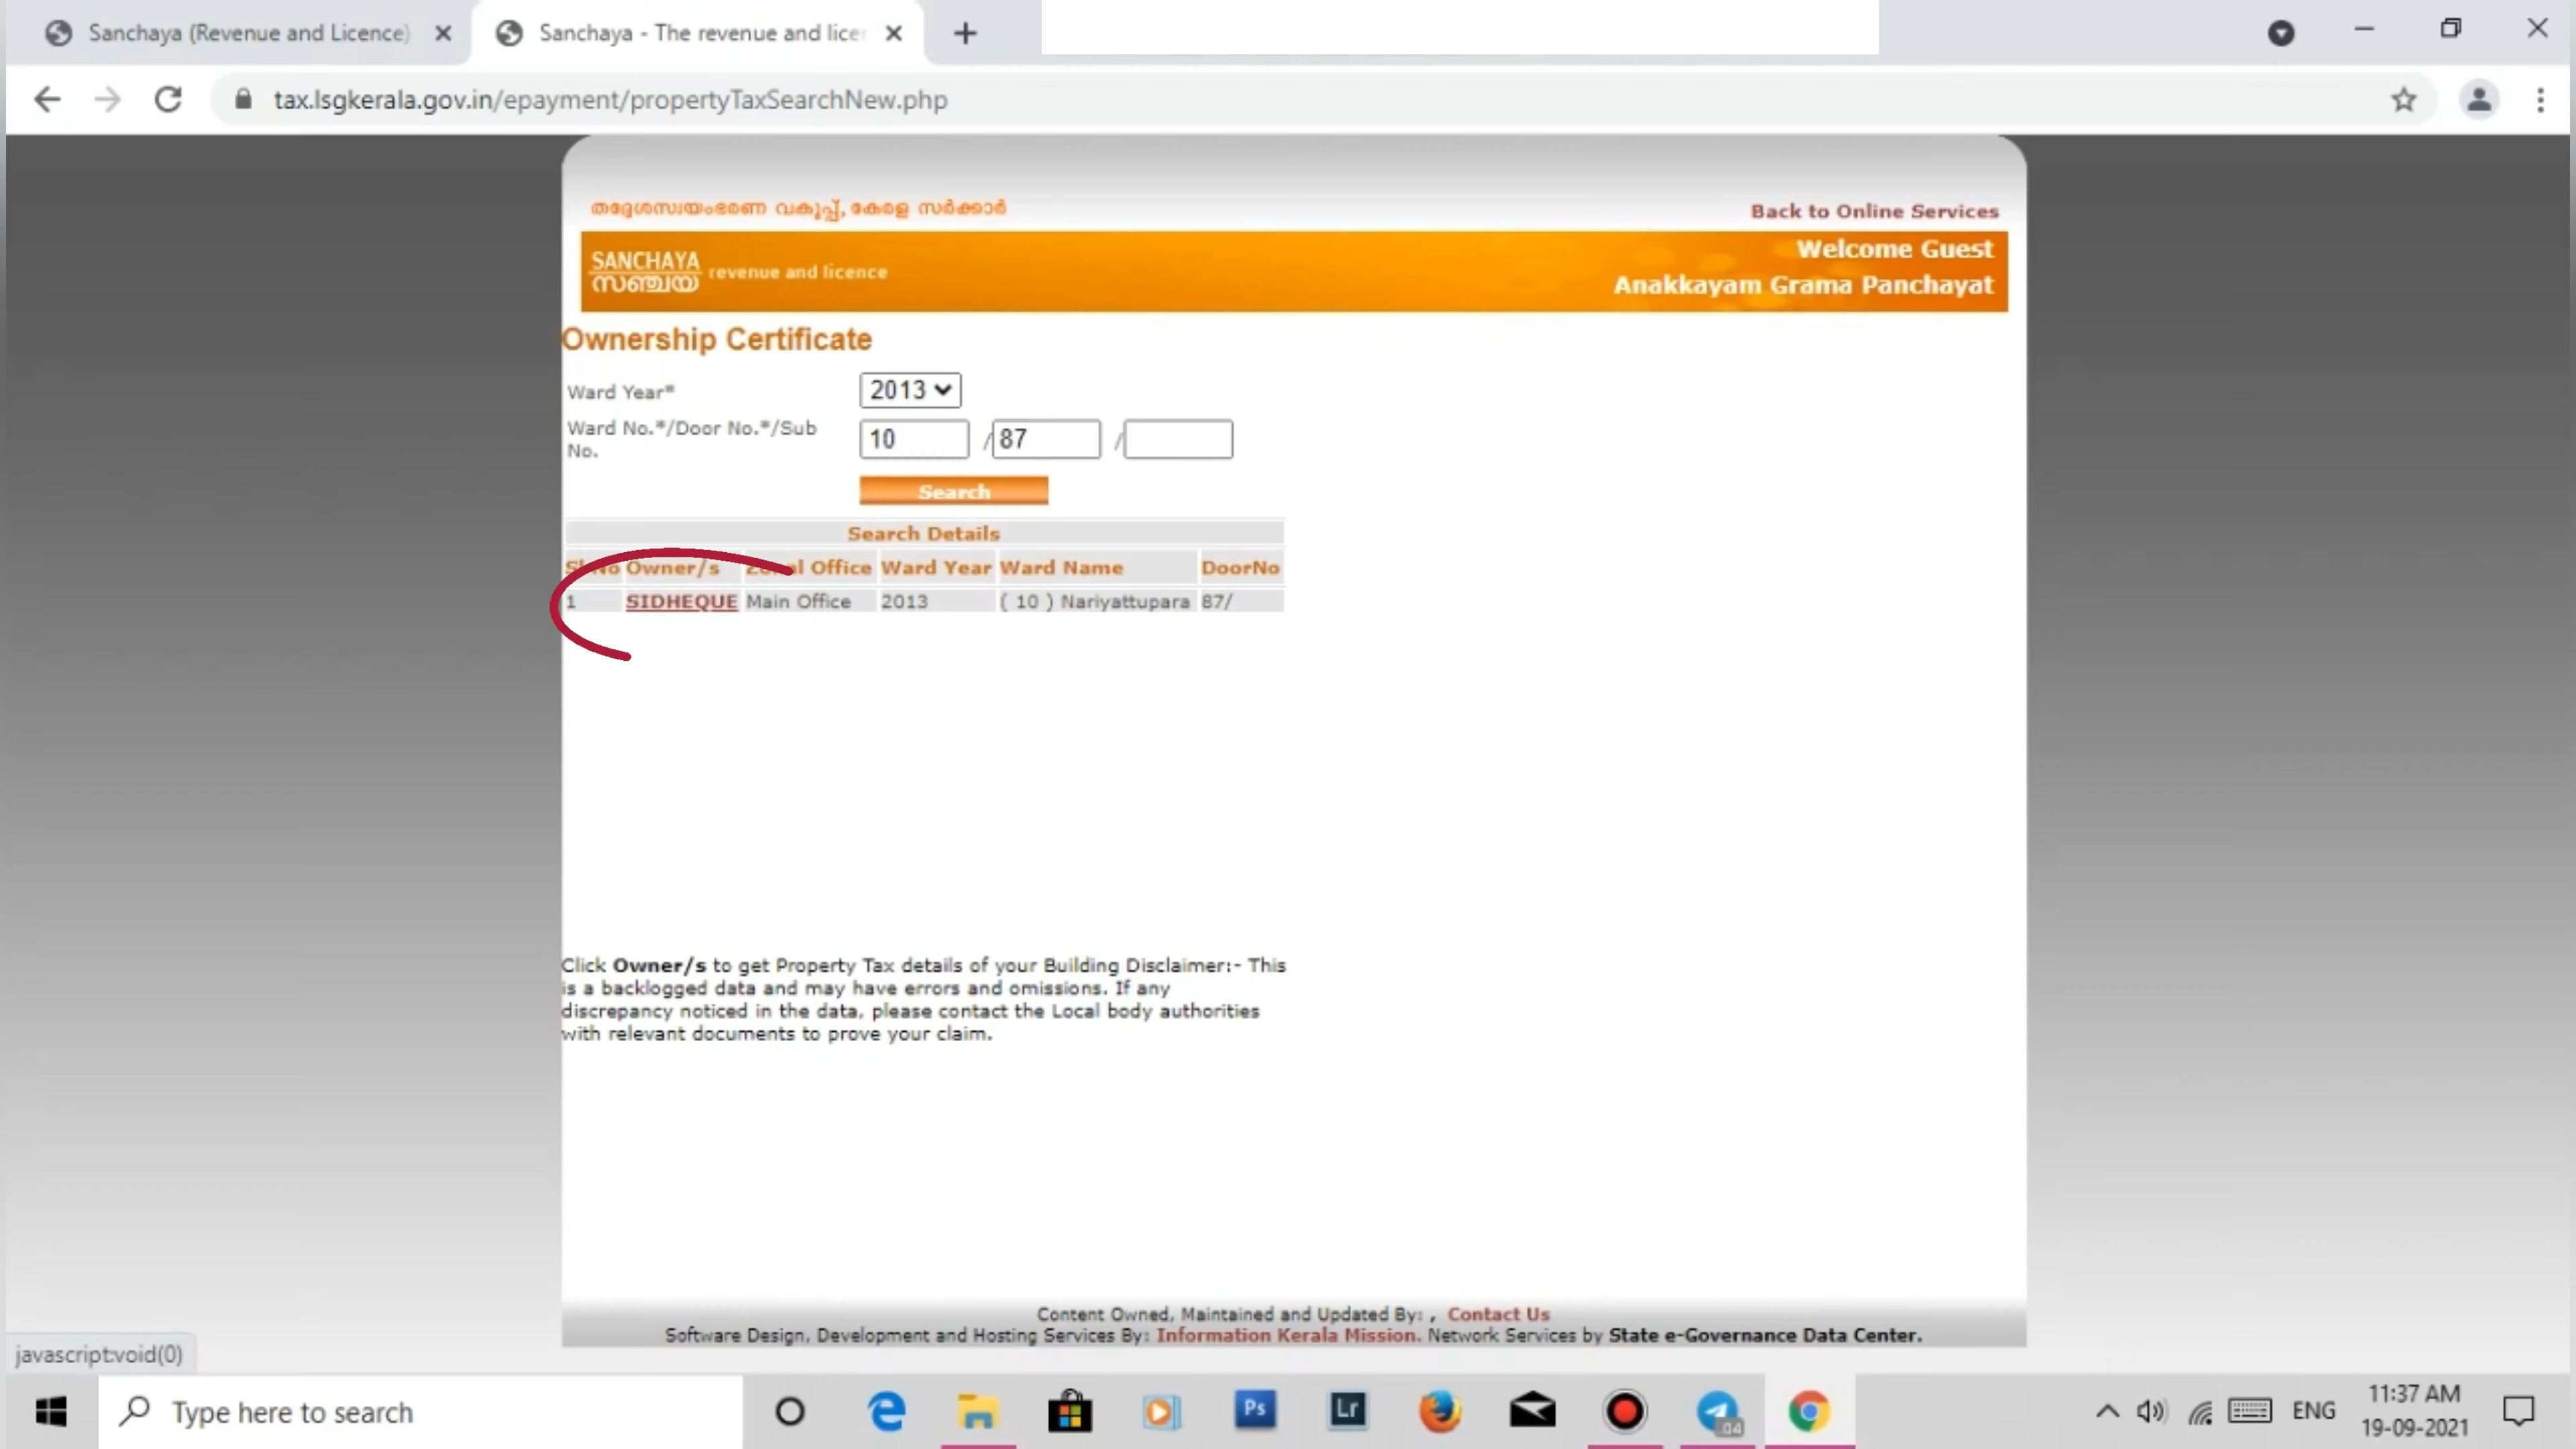 Sanchaya (Revenue and Licence)
Sanchaya - The revenue and licer
tax.lsgkerala.gov.in/epayment/propertyTaxSearchNew.php
തദ്ദേശസ്വയംഭരണ വകുപ്പ്, കേരള സർക്കാർ
Back to Online Services
SANCHAYA
സഞ്ചയ
revenue and licence
Welcome Guest
Anakkayam Grama Panchayat
Ownership Certificate
Ward Year* 2013
Ward No.*/Door No.*/Sub No. 10 / 87 /
Search
Search Details
Sl No Owner/s Zonal Office Ward Year Ward Name DoorNo
1 SIDHEQUE Main Office 2013 ( 10 ) Nariyattupara 87/
Click Owner/s to get Property Tax details of your Building Disclaimer:- This
is a backlogged data and may have errors and omissions. If any
discrepancy noticed in the data, please contact the Local body authorities
with relevant documents to prove your claim.
Content Owned, Maintained and Updated By: , Contact Us
Software Design, Development and Hosting Services By: Information Kerala Mission. Network Services by State e-Governance Data Center.
javascript:void(0)
Type here to search
Ps
Lr
04
ENG
11:37 AM
19-09-2021